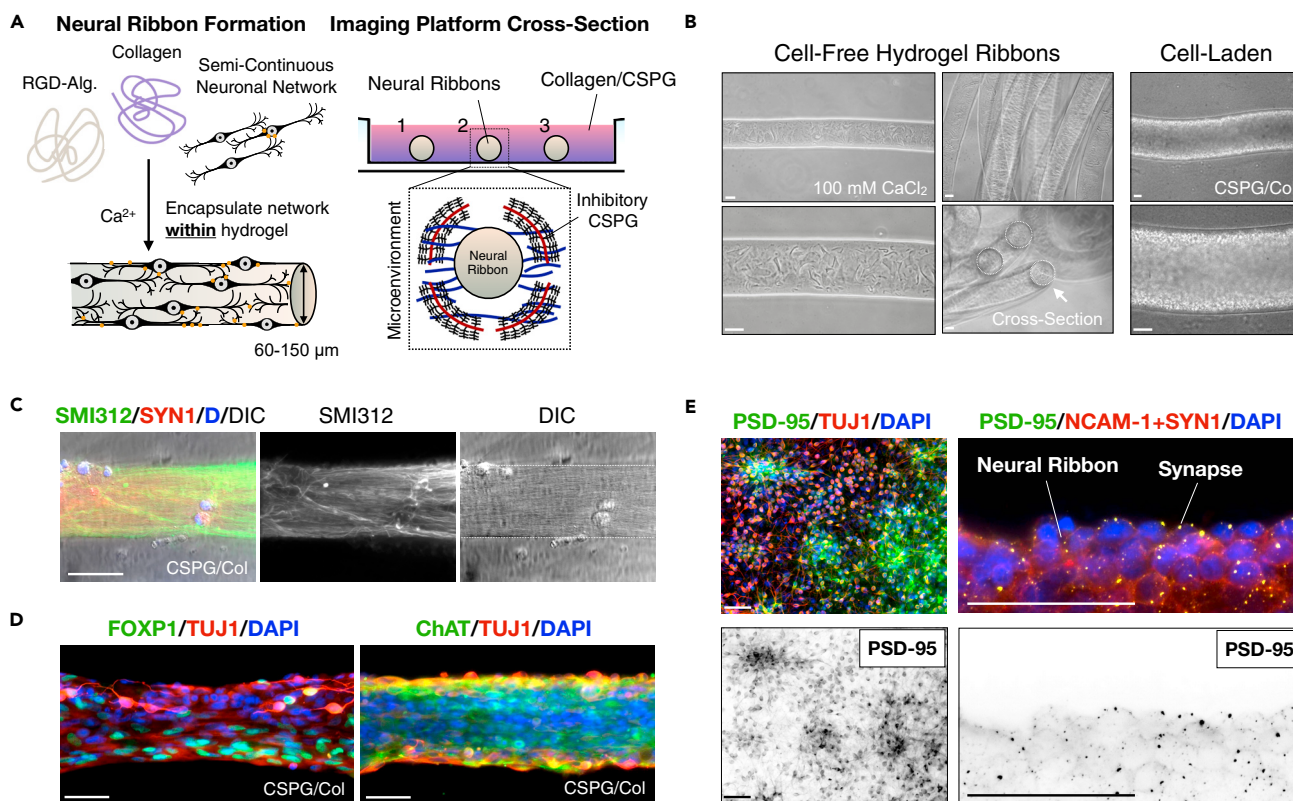 A
Neural Ribbon Formation
Imaging Platform Cross-Section
RGD-Alg.
Collagen
Semi-Continuous
Neuronal Network
Ca2+
Encapsulate network
within hydrogel
60-150 µm
Neural Ribbons
Collagen/CSPG
1 2 3
Microenvironment
Inhibitory
CSPG
Neural
Ribbon
B
Cell-Free Hydrogel Ribbons
Cell-Laden
100 mM CaCl2
Cross-Section
CSPG/Col
C
SMI312/SYN1/D/DIC
SMI312
DIC
CSPG/Col
D
FOXP1/TUJ1/DAPI
ChAT/TUJ1/DAPI
CSPG/Col
CSPG/Col
E
PSD-95/TUJ1/DAPI
PSD-95/NCAM-1+SYN1/DAPI
Neural Ribbon
Synapse
PSD-95
PSD-95